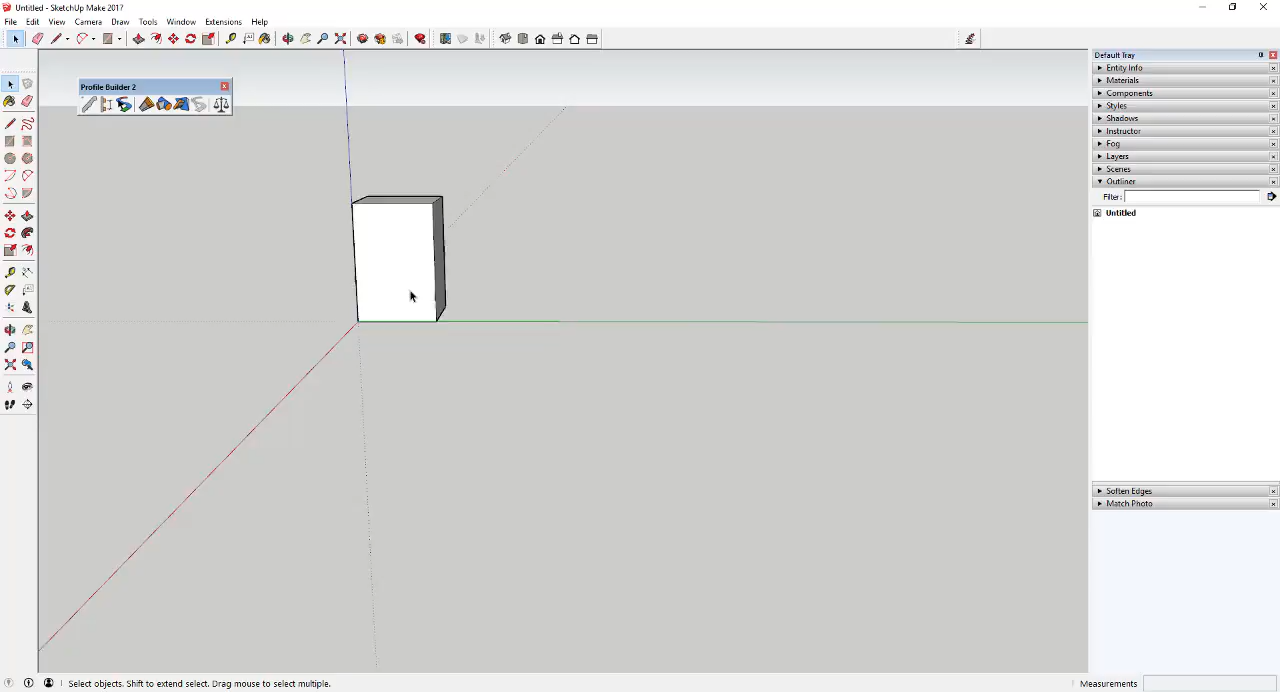 Untitled - SketchUp Make 2017
File Edit View Camera Draw Tools Window Extensions Help
Profile Builder 2
Default Tray
Entity Info
Materials
Components
Styles
Shadows
Instructor
Fog
Layers
Scenes
Outliner
Filter:
Untitled
Soften Edges
Match Photo
Select objects. Shift to extend select. Drag mouse to select multiple.
Measurements